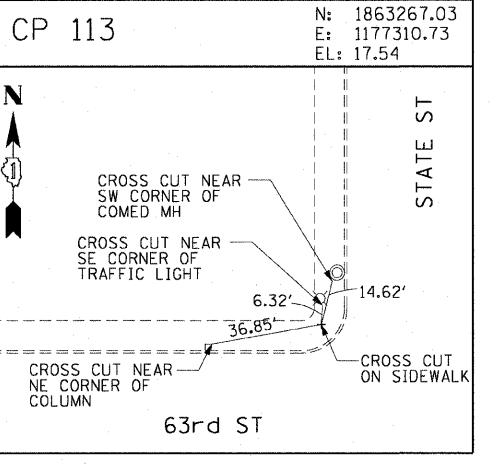 CP 113
N: 1863267.03
E: 1177310.73
EL: 17.54
N
1
STATE ST
CROSS CUT NEAR
SW CORNER OF
COMED MH
CROSS CUT NEAR
SE CORNER OF
TRAFFIC LIGHT
6.32'
14.62'
36.85'
CROSS CUT
ON SIDEWALK
CROSS CUT NEAR
NE CORNER OF
COLUMN
63rd ST